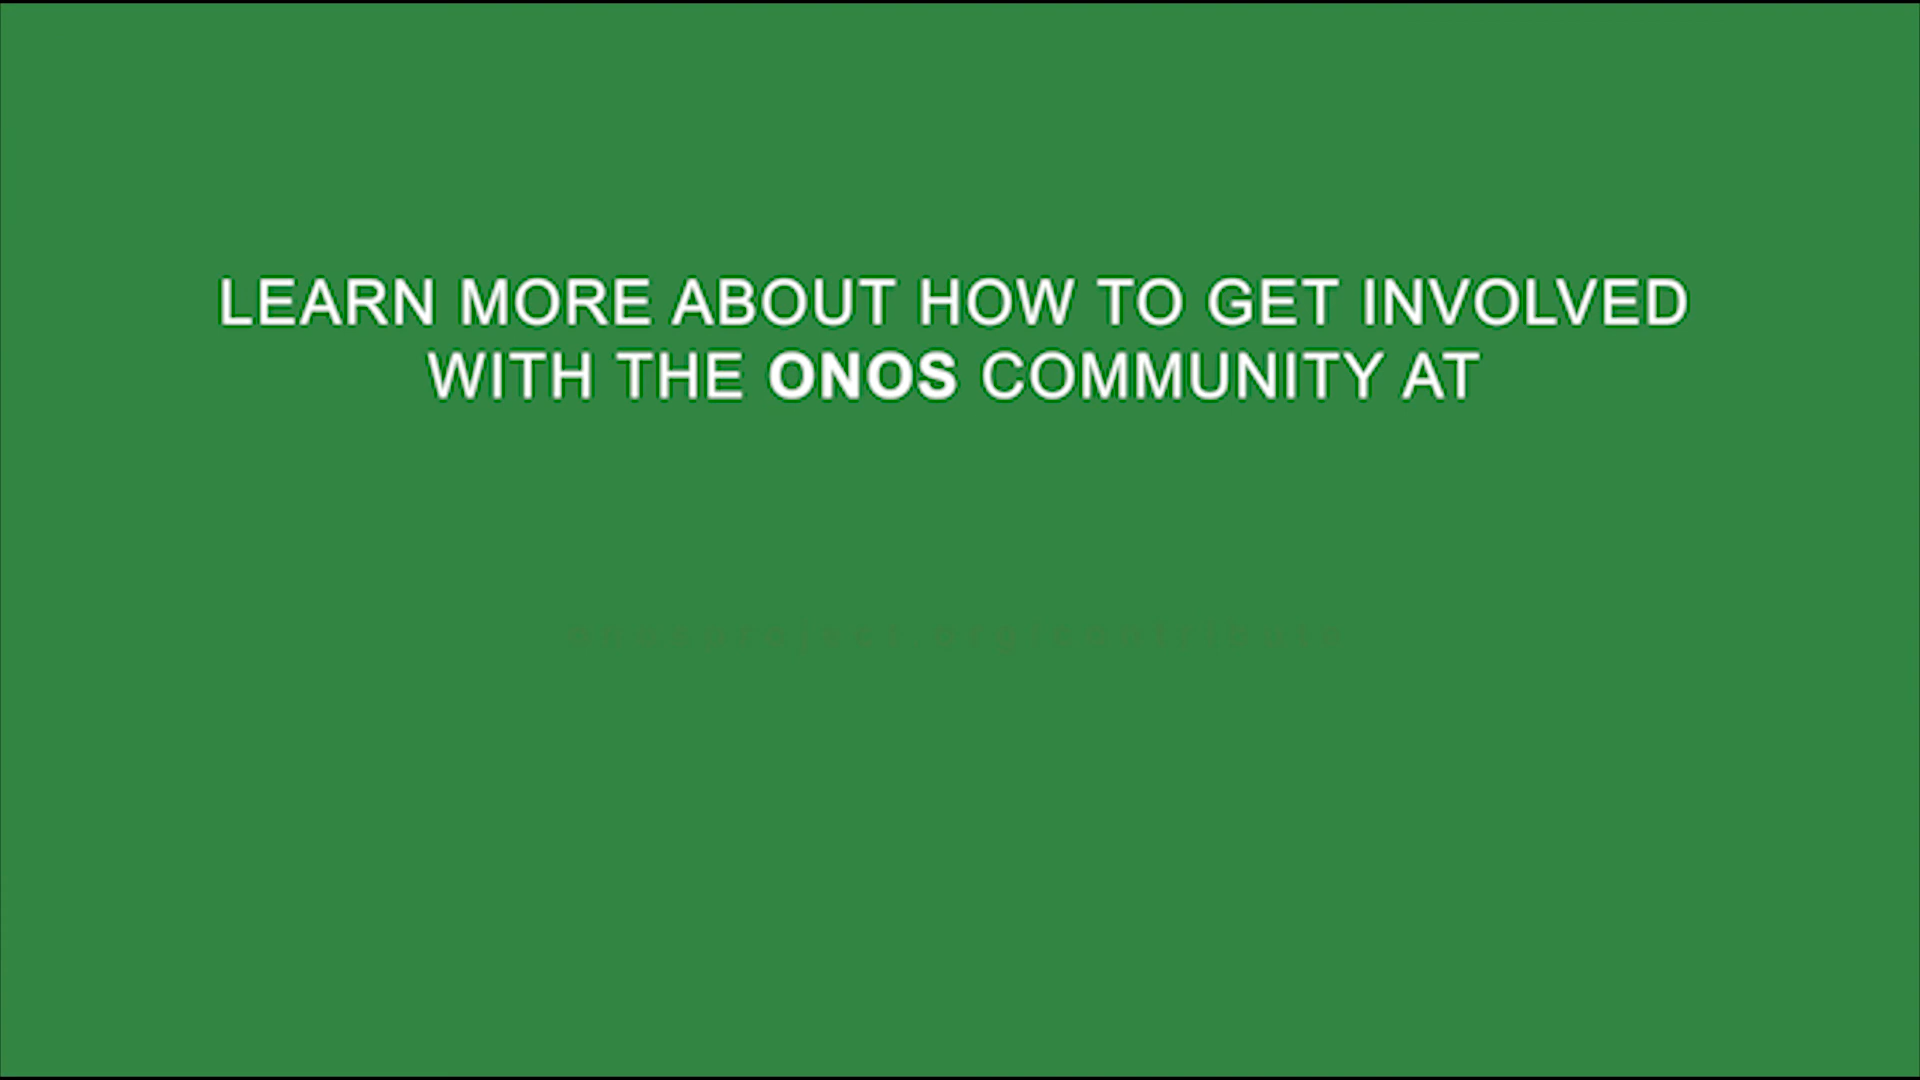 LEARN MORE ABOUT HOW TO GET INVOLVED
WITH THE ONOS COMMUNITY AT